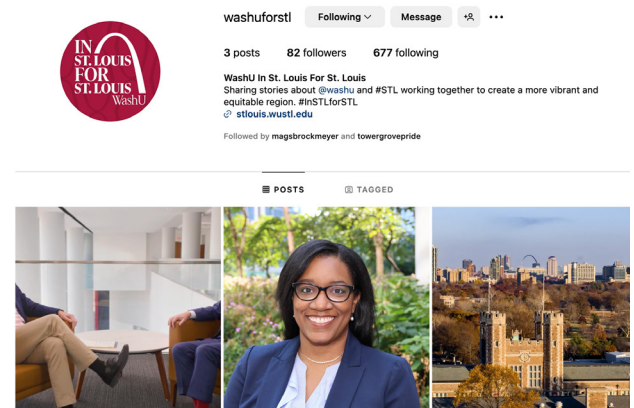 IN
ST. LOUIS
FOR
ST. LOUIS
WashU
washuforstl Following Message
3 posts 82 followers 677 following
WashU In St. Louis For St. Louis
Sharing stories about @washu and #STL working together to create a more vibrant and
equitable region. #InSTLforSTL
stlouis.wustl.edu
Followed by magsbrockmeyer and towergrovepride
POSTS TAGGED